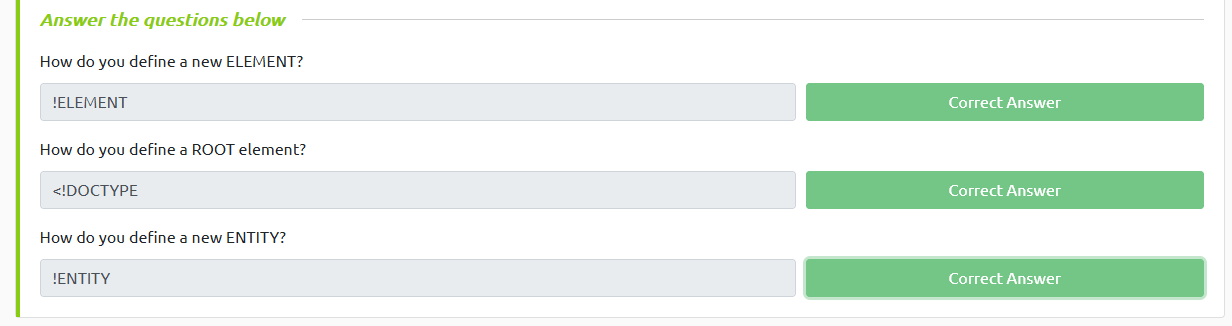 Answer the questions below
How do you define a new ELEMENT?
!ELEMENT
Correct Answer
How do you define a ROOT element?
<!DOCTYPE
Correct Answer
How do you define a new ENTITY?
!ENTITY
Correct Answer